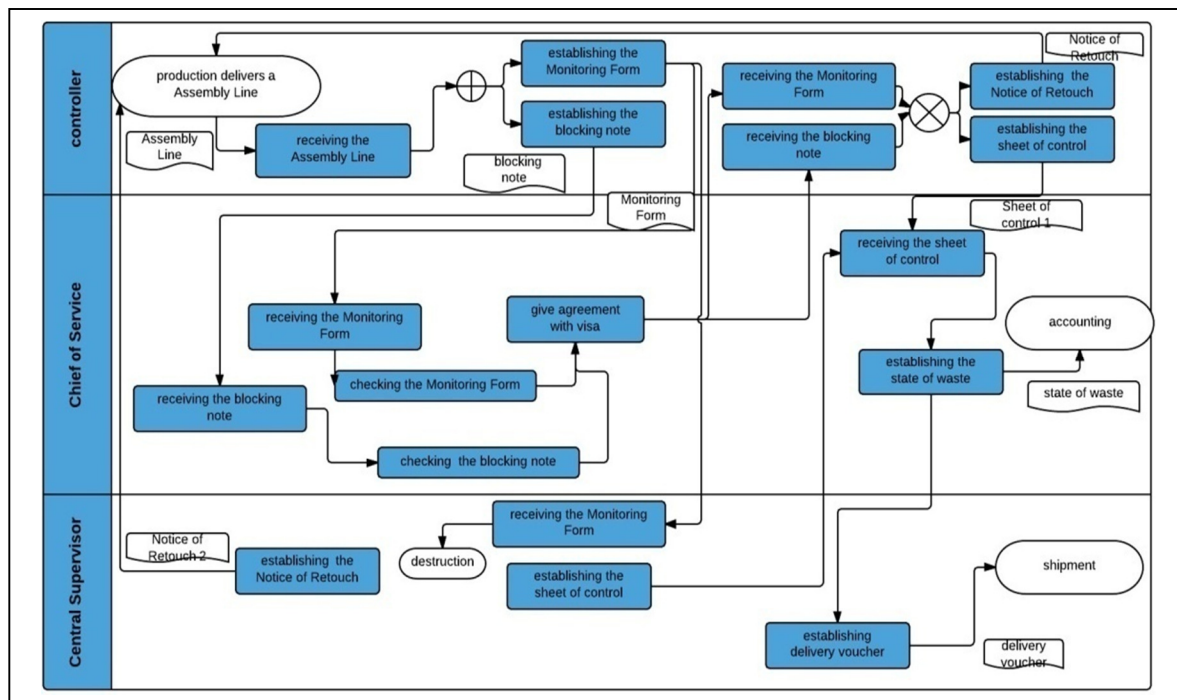 controller
production delivers a
Assembly Line
Assembly
Line
receiving the
Assembly Line
establishing the
Monitoring Form
establishing the
blocking note
blocking
note
receiving the Monitoring
Form
receiving the blocking
note
Notice of
Retouch
establishing the
Notice of Retouch
establishing the
sheet of control
Chief of Service
Monitoring
Form
Sheet of
control 1
receiving the sheet
of control
receiving the Monitoring
Form
give agreement
with visa
accounting
checking the Monitoring Form
establishing the
state of waste
state of waste
receiving the blocking
note
checking the blocking note
Central Supervisor
Notice of
Retouch 2
establishing the
Notice of Retouch
receiving the Monitoring
Form
destruction
establishing the
sheet of control
shipment
establishing
delivery voucher
delivery
voucher